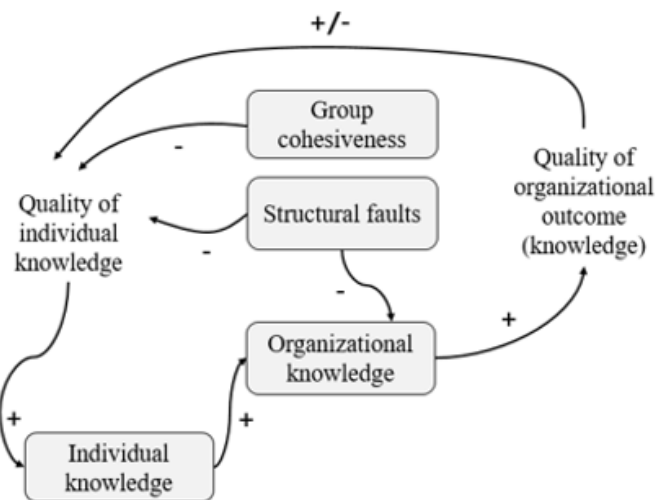 +/-
Group
cohesiveness
-
Quality of
organizational
outcome
(knowledge)
Quality of
individual
knowledge
Structural faults
-
-
+
Organizational
knowledge
+
+
Individual
knowledge